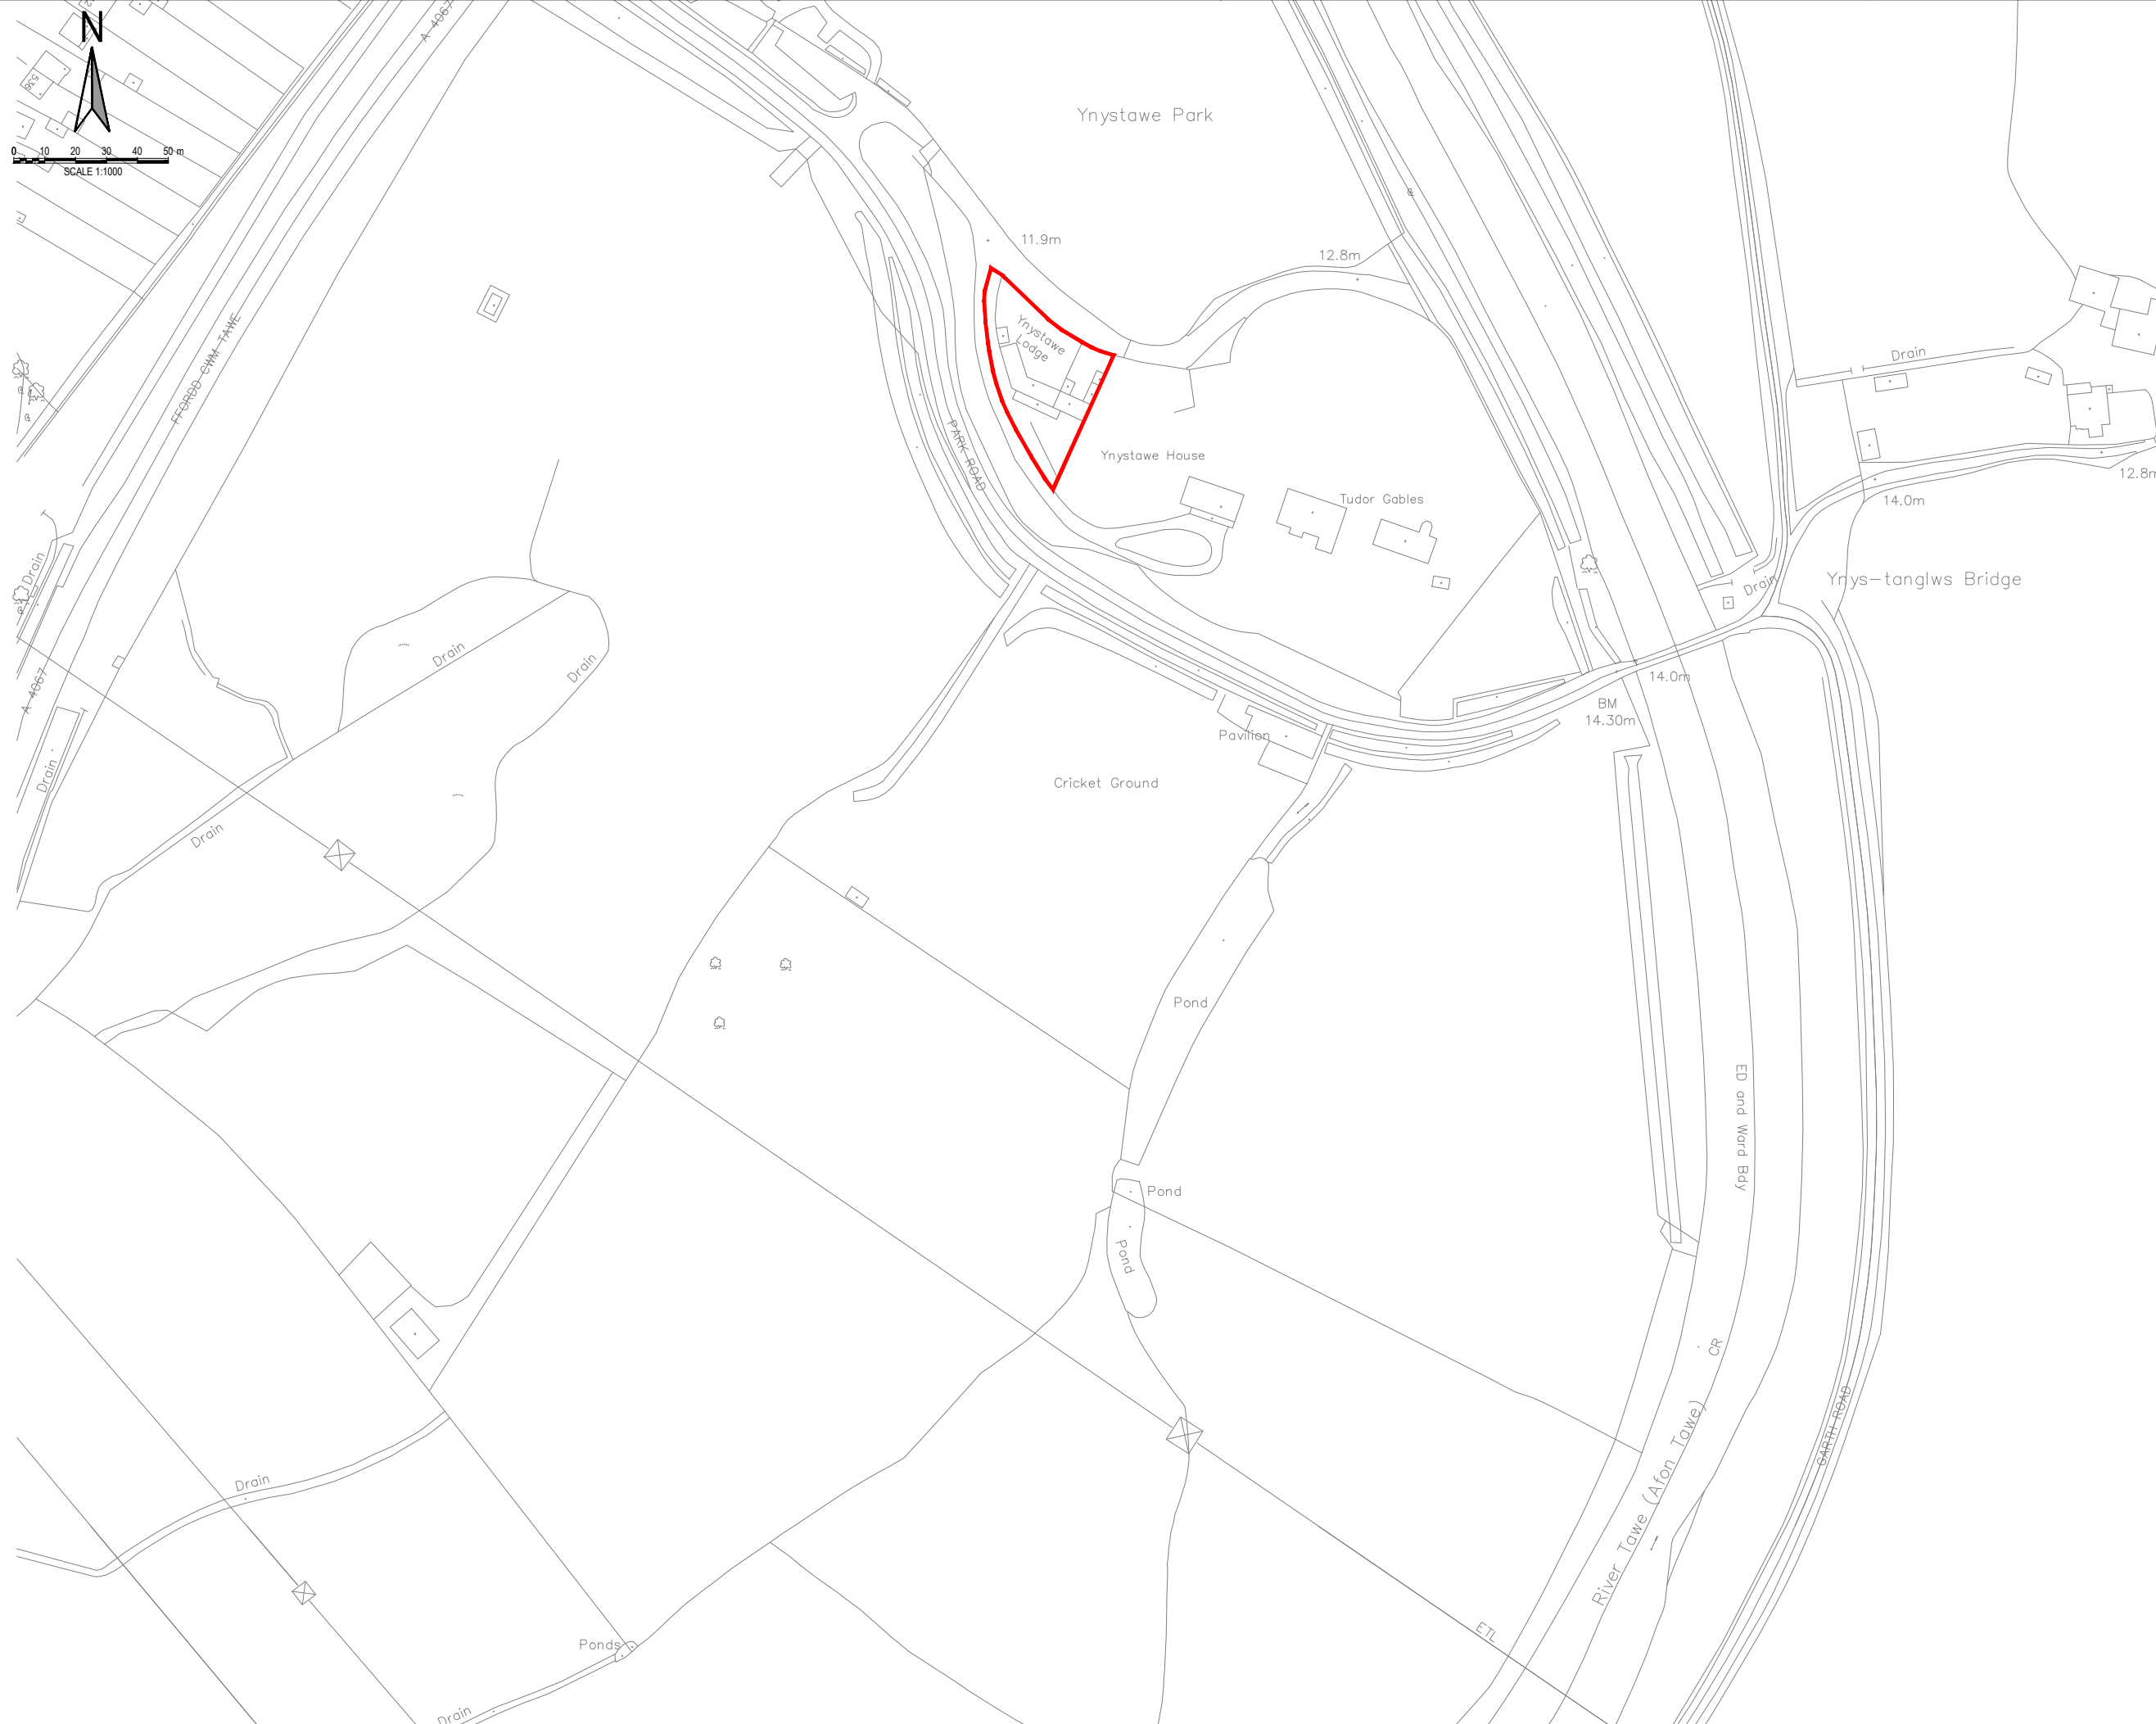 A 4067
N
536
0 10 20 30 40 50 m
SCALE 1:1000
Ynystawe Park
11.9m
12.8m
Ynystawe
Lodge
FFORDD CWM TAWE
PARK ROAD
Ynystawe House
Tudor Gables
Drain
14.0m
12.8m
Drain
Ynys-tanglws Bridge
Drain
Drain
Drain
A 4067
14.0m
BM
14.30m
Pavilion
Cricket Ground
Drain
Drain
Pond
ED and Ward Bdy
Pond
Pond
CR
GARTH ROAD
River Tawe (Afon Tawe)
Drain
ETL
Ponds
Drain